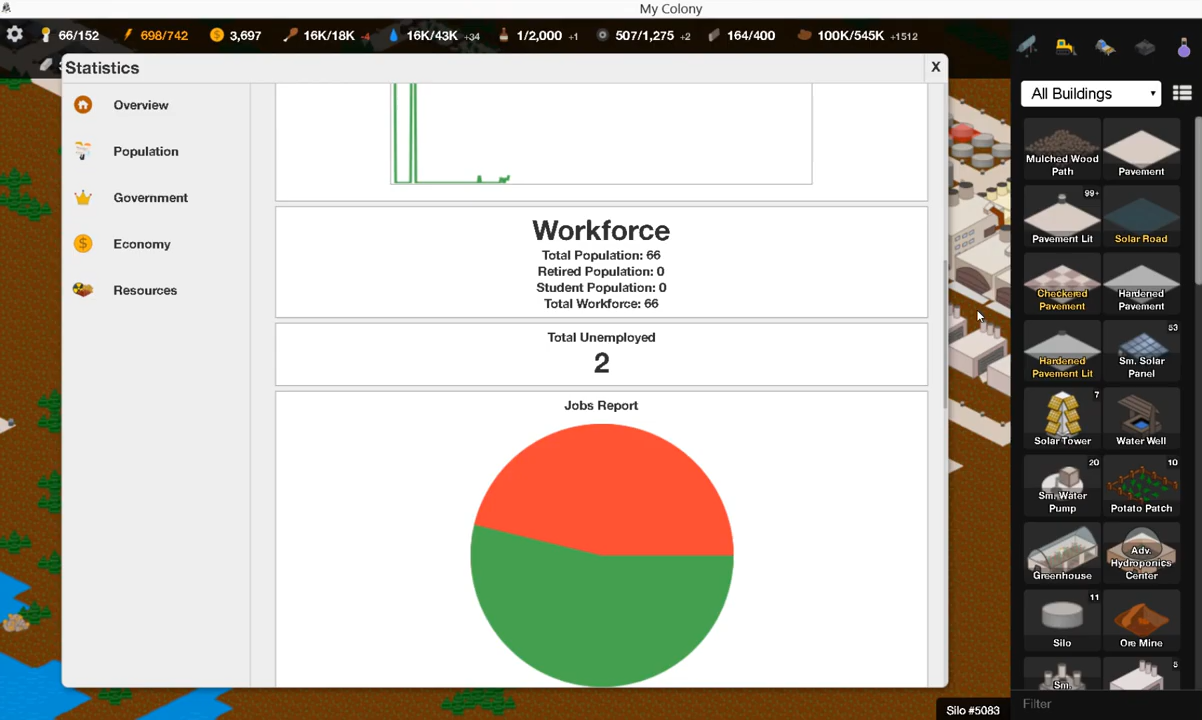 My Colony
66/152 698/742 3,697 16K/18K -4 16K/43K +34 1/2,000 +1 507/1,275 +2 164/400 100K/545K +1512
Statistics X
Overview
Population
Government
Economy
Resources
Workforce
Total Population: 66
Retired Population: 0
Student Population: 0
Total Workforce: 66
Total Unemployed
2
Jobs Report
All Buildings
Mulched Wood Path
Pavement
99+
Pavement Lit
Solar Road
Checkered Pavement
Hardened Pavement
Hardened Pavement Lit
53
Sm. Solar Panel
7
Solar Tower
Water Well
20
Sm. Water Pump
10
Potato Patch
Greenhouse
Adv. Hydroponics Center
11
Silo
Ore Mine
Sm.
5
Filter
Silo #5083